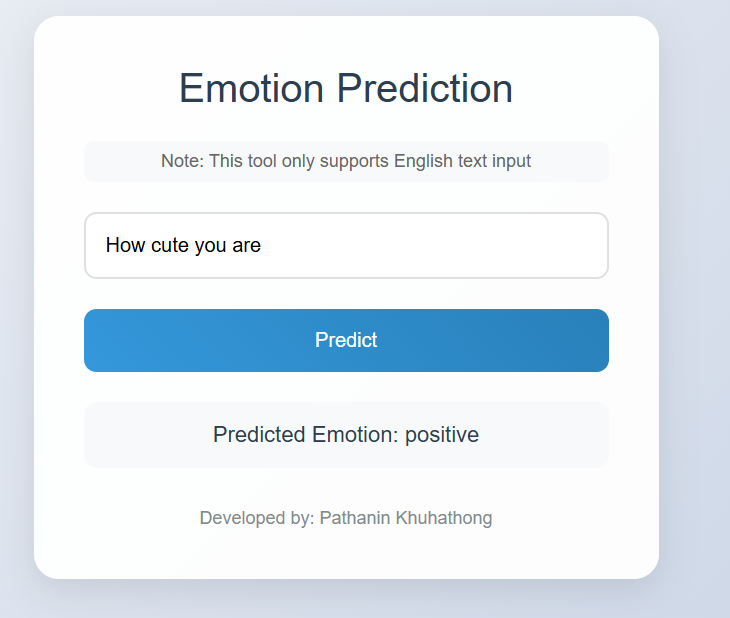 Emotion Prediction
Note: This tool only supports English text input
How cute you are
Predict
Predicted Emotion: positive
Developed by: Pathanin Khuhathong